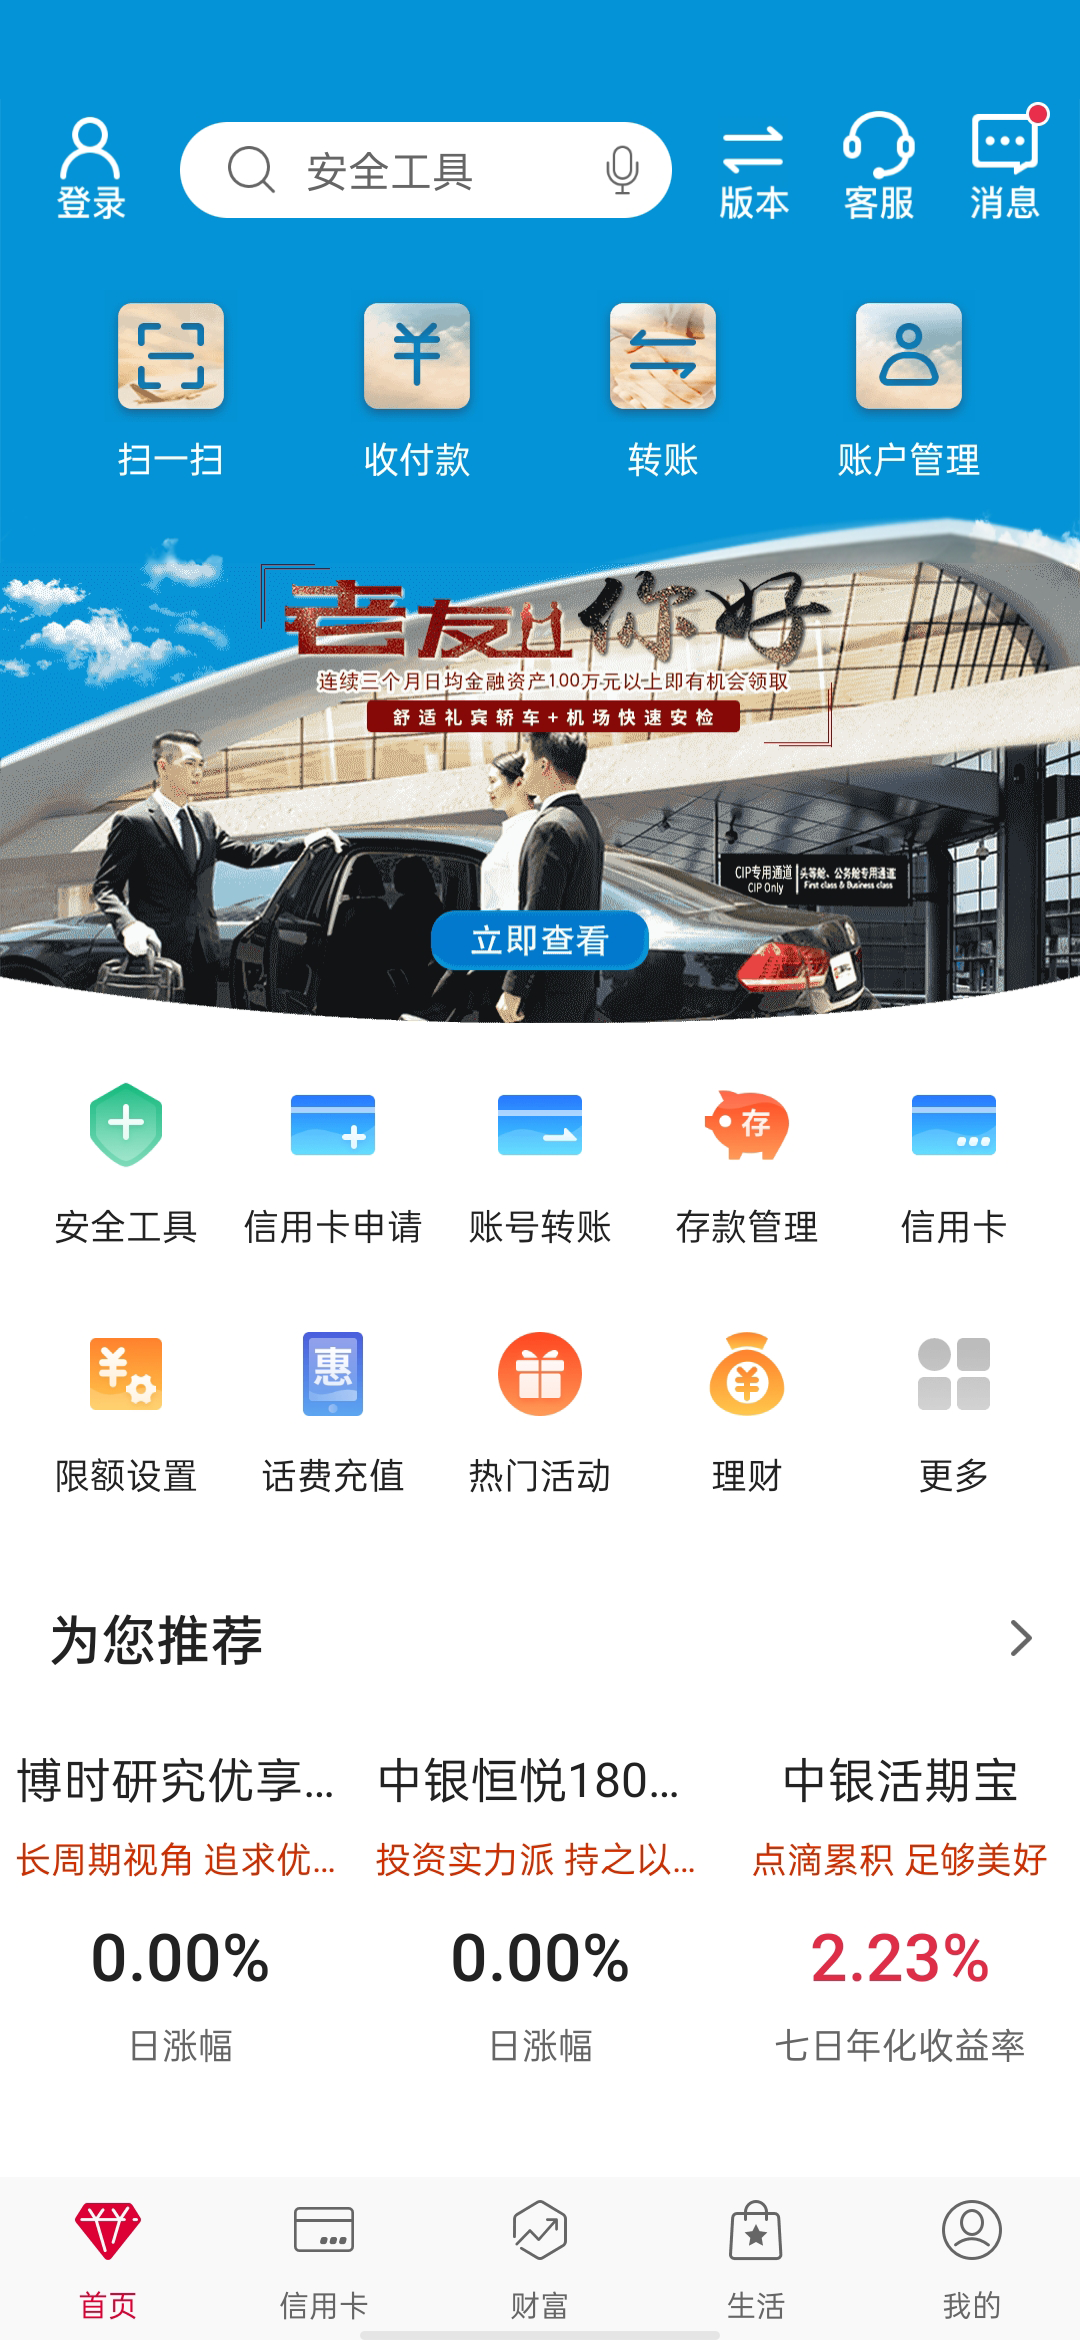 登录
安全工具
版本
客服
消息
扫一扫
收付款
转账
账户管理
老友 你好
连续三个月日均金融资产100万元以上即有机会领取
舒适礼宾轿车+机场快速安检
CIP专用通道
CIP Only
头等舱、公务舱专用通道
First class & Business class
立即查看
存
安全工具
信用卡申请
账号转账
存款管理
信用卡
惠
限额设置
话费充值
热门活动
理财
更多
为您推荐
博时研究优享...
中银恒悦180...
中银活期宝
长周期视角 追求优...
投资实力派 持之以...
点滴累积 足够美好
0.00%
0.00%
2.23%
日涨幅
日涨幅
七日年化收益率
首页
信用卡
财富
生活
我的